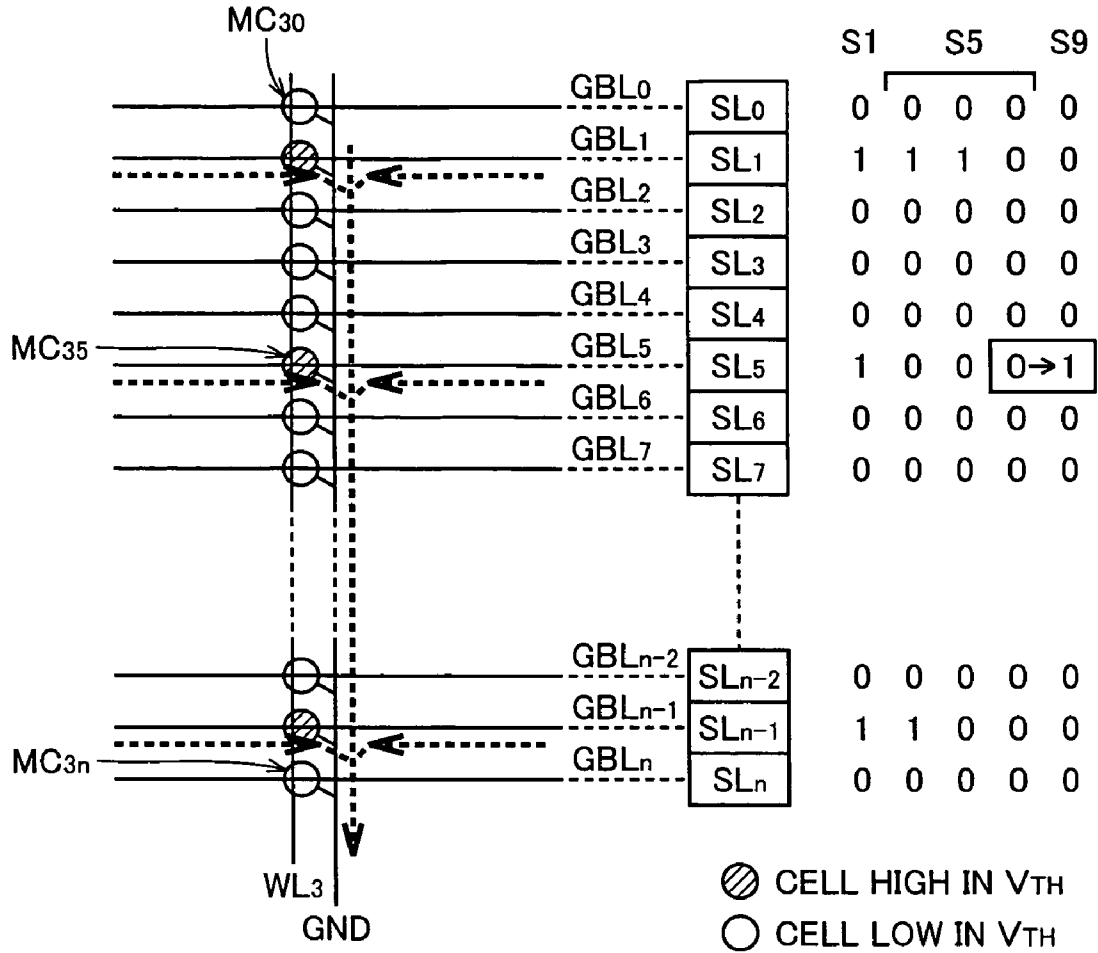 MC30
S1 S5 S9
GBL0 SL0 0 0 0 0 0
GBL1 SL1 1 1 1 0 0
GBL2 SL2 0 0 0 0 0
GBL3 SL3 0 0 0 0 0
GBL4 SL4 0 0 0 0 0
MC35 GBL5 SL5 1 0 0 0→1
GBL6 SL6 0 0 0 0 0
GBL7 SL7 0 0 0 0 0
GBLn-2 SLn-2 0 0 0 0 0
GBLn-1 SLn-1 1 1 0 0 0
MC3n GBLn SLn 0 0 0 0 0
WL3
GND
CELL HIGH IN VTH
CELL LOW IN VTH